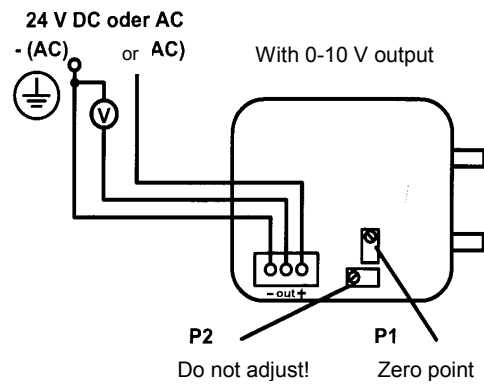 24 V DC oder AC
- (AC) or AC)
With 0-10 V output
V
- out +
P2 P1
Do not adjust! Zero point